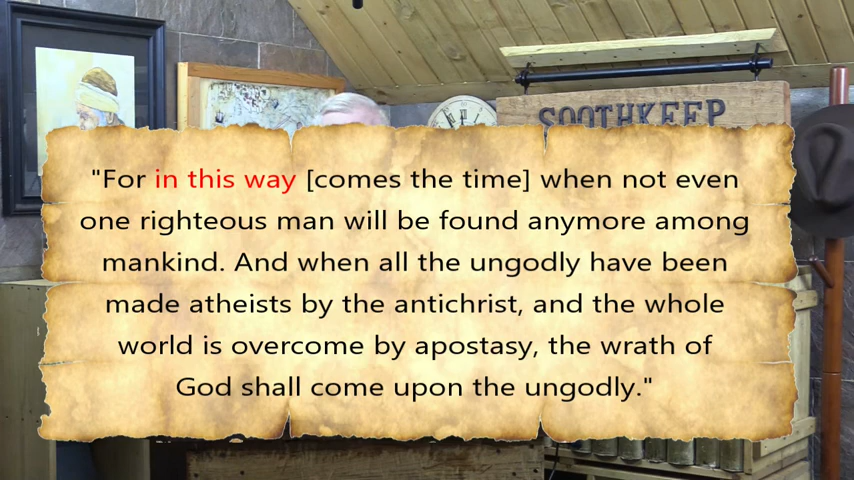 SOOTHKEEP
"For in this way [comes the time] when not even
one righteous man will be found anymore among
mankind. And when all the ungodly have been
made atheists by the antichrist, and the whole
world is overcome by apostasy, the wrath of
God shall come upon the ungodly."